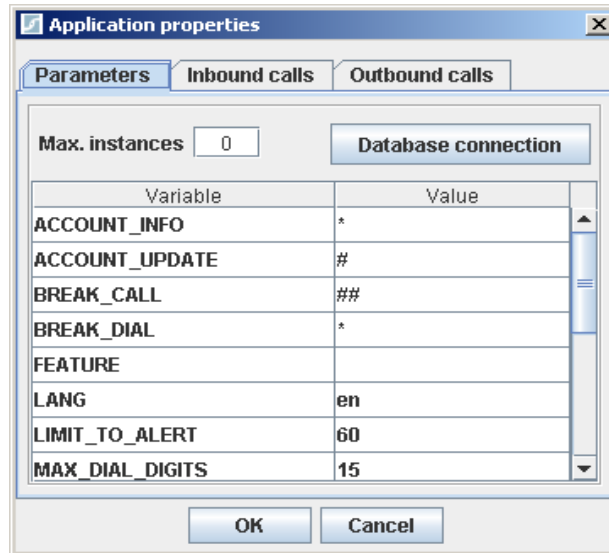 Application properties
Parameters Inbound calls Outbound calls
Max. instances 0 Database connection
Variable Value
ACCOUNT_INFO *
ACCOUNT_UPDATE #
BREAK_CALL ##
BREAK_DIAL *
FEATURE
LANG en
LIMIT_TO_ALERT 60
MAX_DIAL_DIGITS 15
OK Cancel